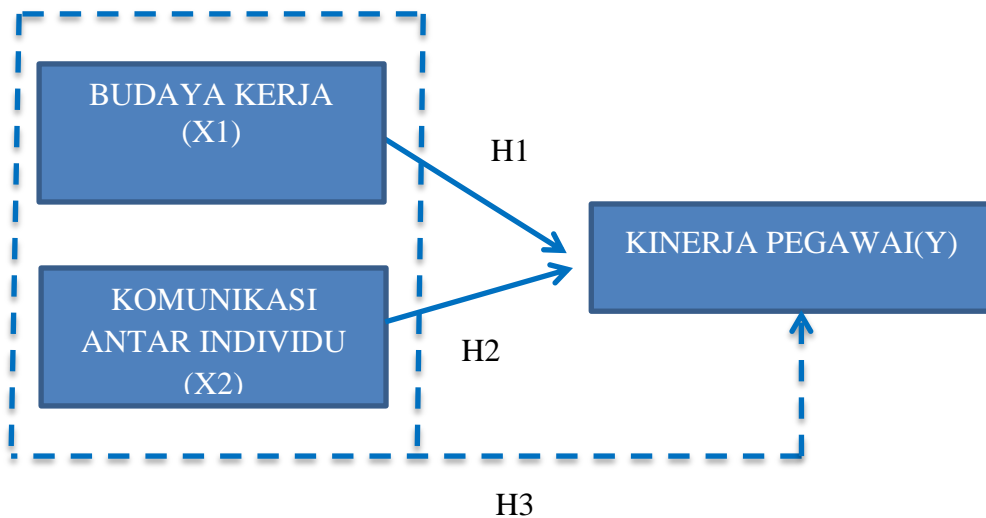 BUDAYA KERJA
(X1)
H1
KINERJA PEGAWAI(Y)
KOMUNIKASI
ANTAR INDIVIDU
(X2)
H2
H3